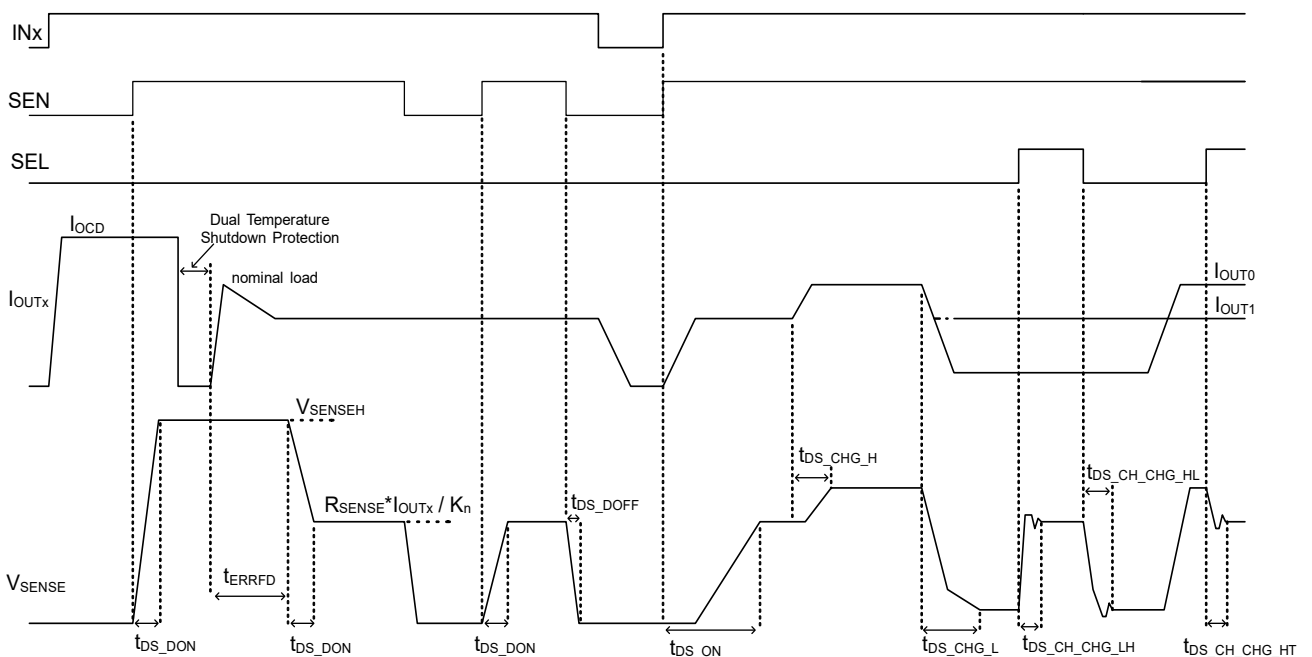 INx
SEN
SEL
IOCD
Dual Temperature
Shutdown Protection
nominal load
IOUTx
IOUT0
IOUT1
VSENSEH
tDS_CHG_H
tDS_CH_CHG_HL
RSENSE*IOUTx / Kn
tDS_DOFF
VSENSE
tERRFD
tDS_DON
tDS_DON
tDS_DON
tDS_ON
tDS_CHG_L
tDS_CH_CHG_LH
tDS_CH_CHG_HT